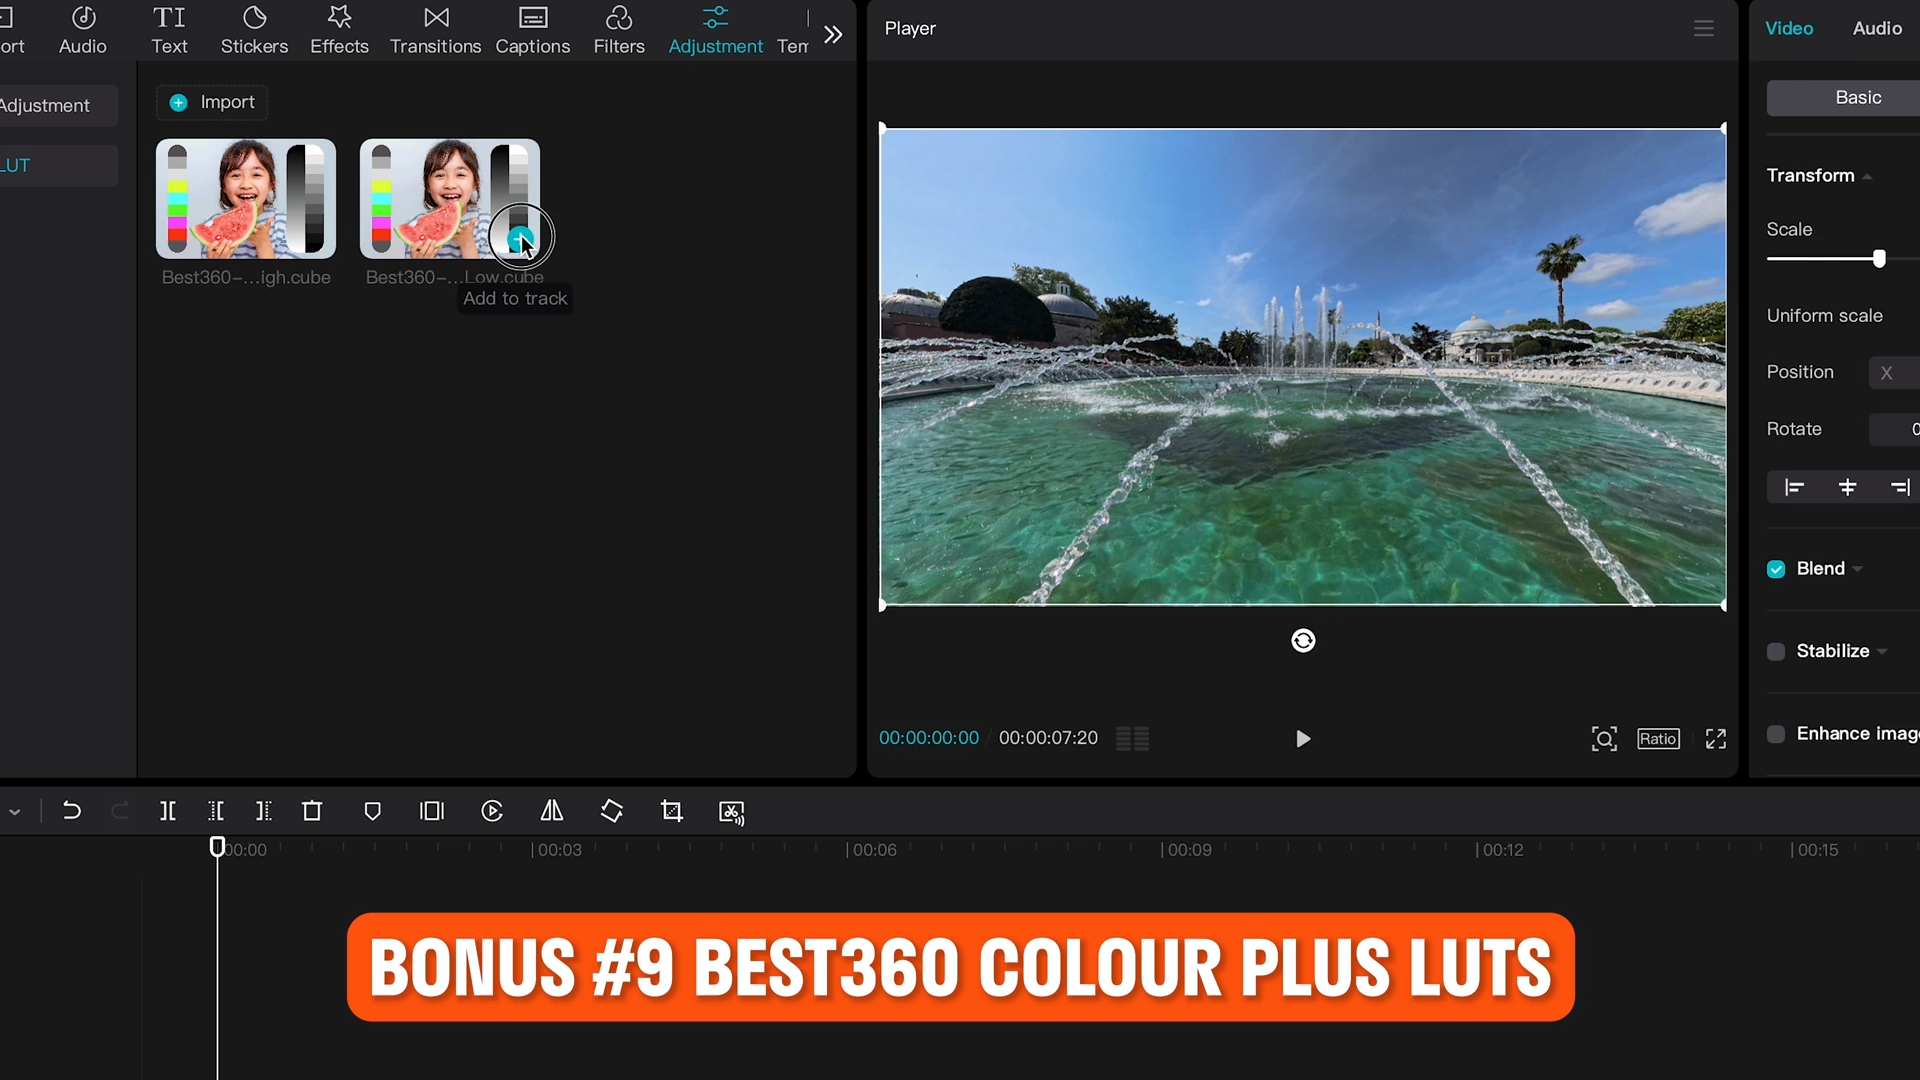 ort
Audio
Text
Stickers
Effects
Transitions
Captions
Filters
Adjustment
Tem
Player
Video
Audio
Adjustment
LUT
Import
Best360-...igh.cube
Best360-...Low.cube
Add to track
Basic
Transform
Scale
Uniform scale
Position
X
Rotate
0
Blend
Stabilize
Enhance imag
00:00:00:00 / 00:00:07:20
Ratio
00:00
00:03
00:06
00:09
00:12
00:15
BONUS #9 BEST360 COLOUR PLUS LUTS